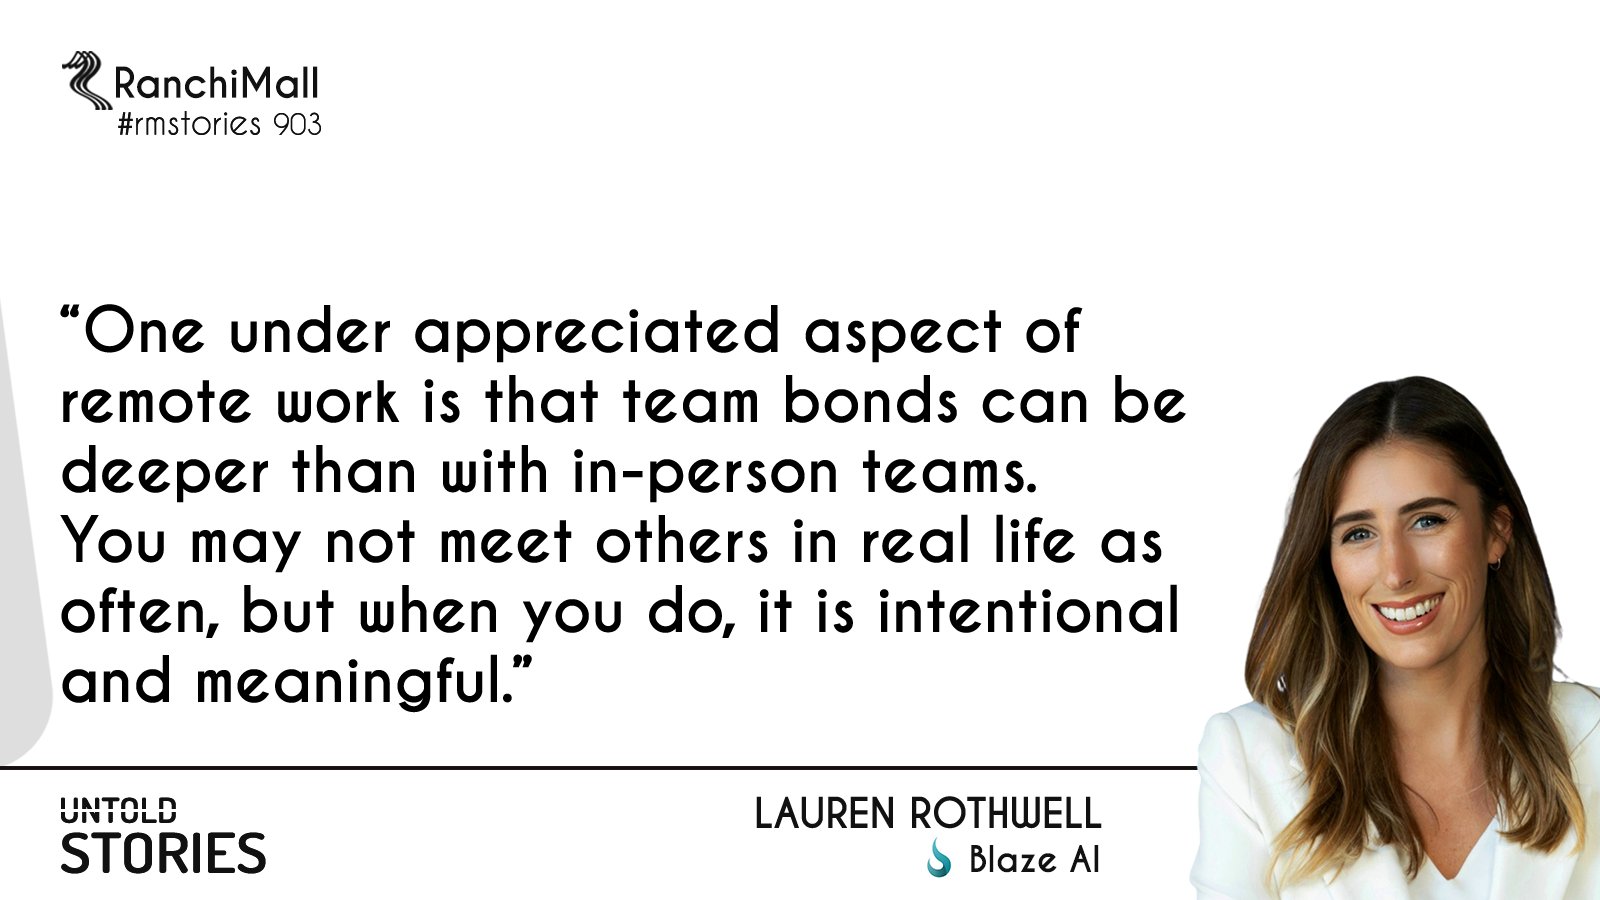 RanchiMall
#rmstories 903
“One under appreciated aspect of
remote work is that team bonds can be
deeper than with in-person teams.
You may not meet others in real life as
often, but when you do, it is intentional
and meaningful.”
UNTOLD
STORIES
LAUREN ROTHWELL
Blaze AI